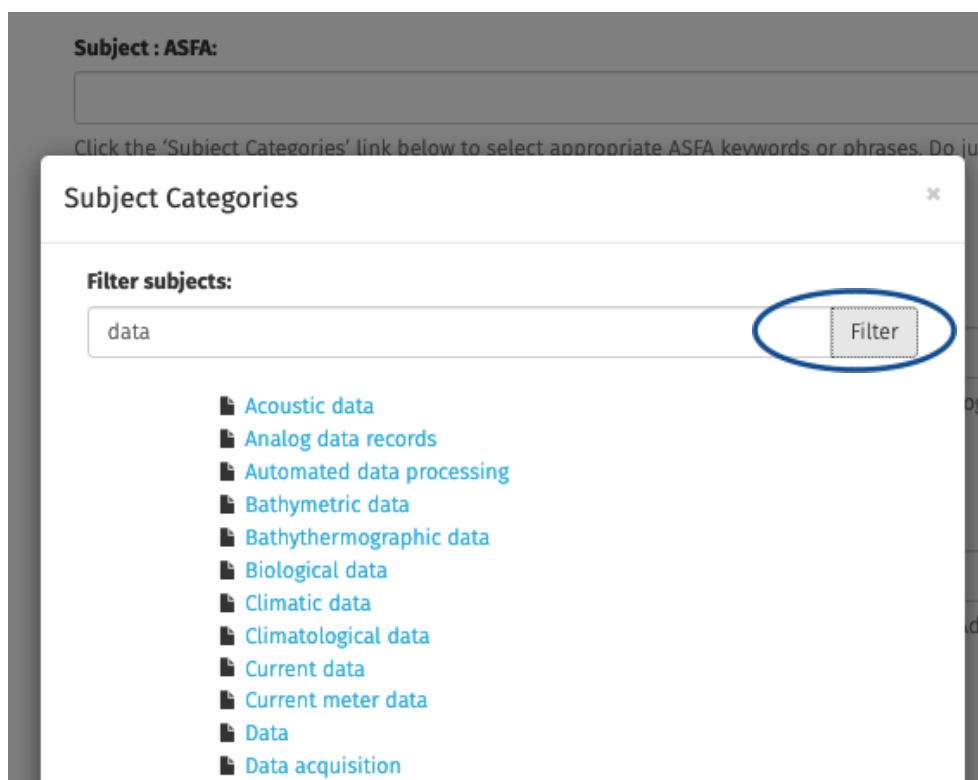 Subject : ASFA:
Click the ‘Subject Categories’ link below to select appropriate ASFA keywords or phrases. Do ju
Subject Categories
×
Filter subjects:
data
Filter
Acoustic data
Analog data records
Automated data processing
Bathymetric data
Bathythermographic data
Biological data
Climatic data
Climatological data
Current data
Current meter data
Data
Data acquisition